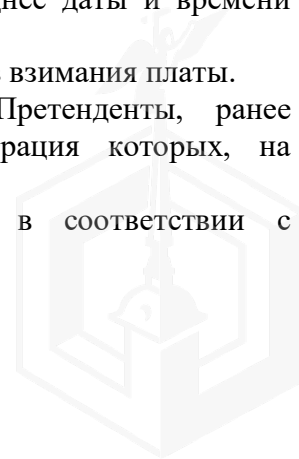 днее даты и времени
взимания платы.
Претенденты, ранее
рация которых, на
в соответствии с